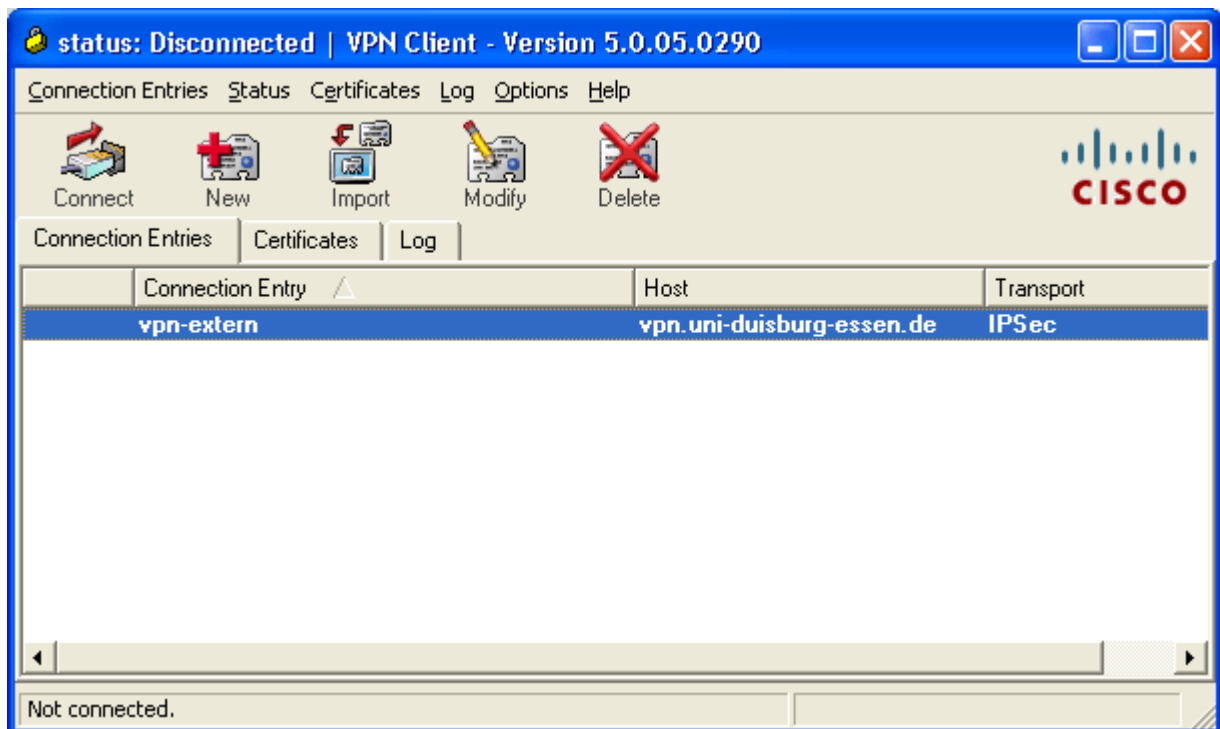 status: Disconnected | VPN Client - Version 5.0.05.0290
Connection Entries Status Certificates Log Options Help
Connect New Import Modify Delete
CISCO
Connection Entries Certificates Log
Connection Entry Host Transport
vpn-extern vpn.uni-duisburg-essen.de IPSec
Not connected.